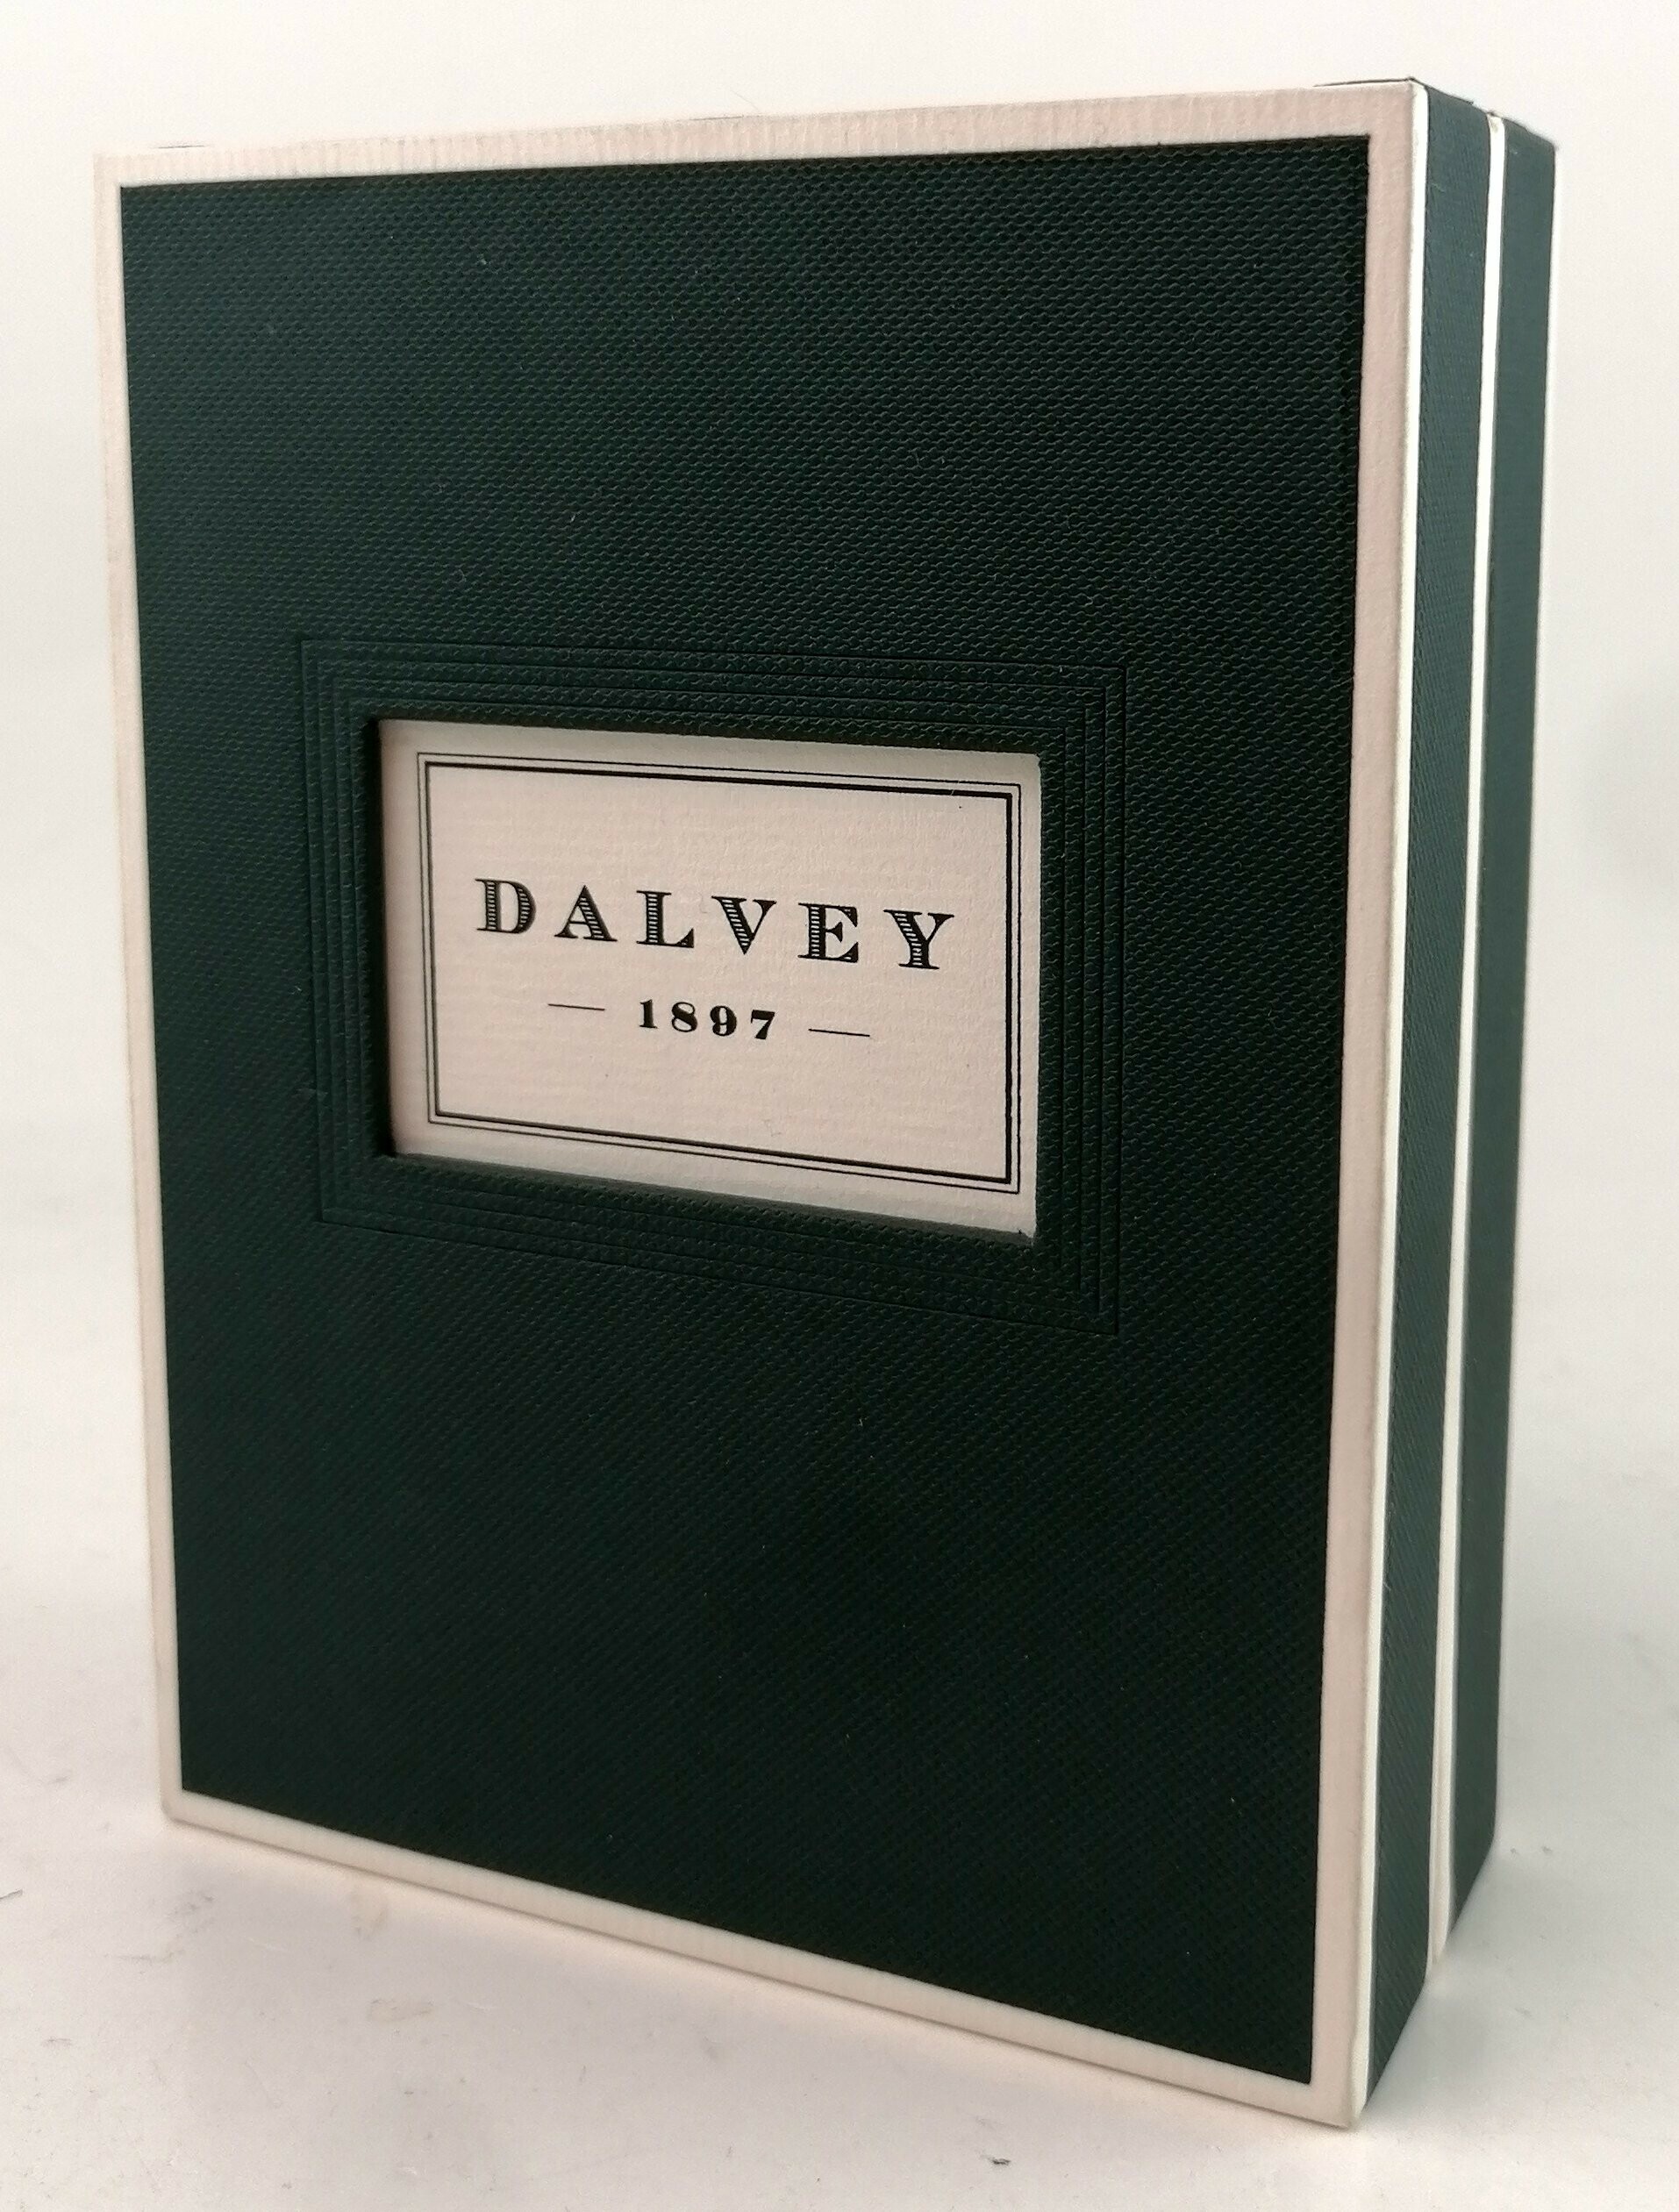 DALVEY
— 1897 —